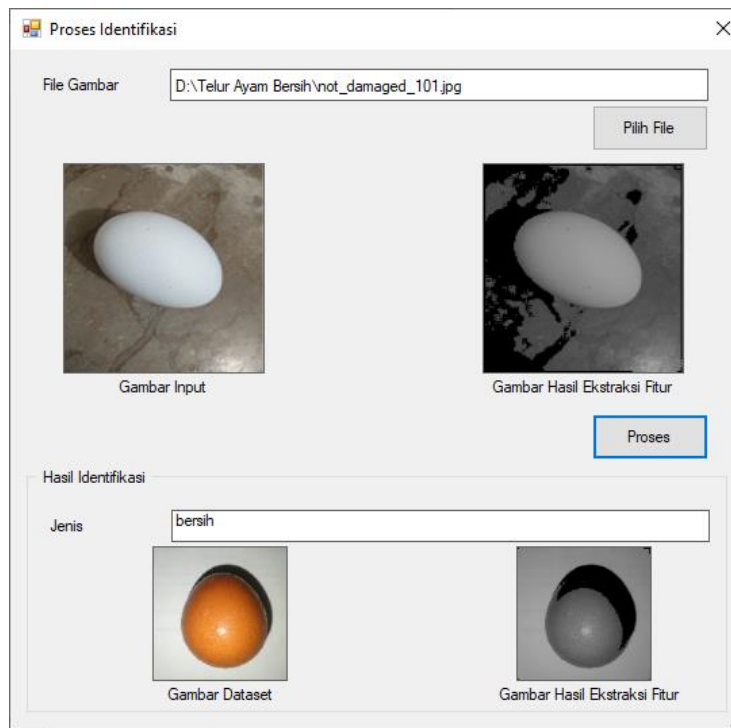 Proses Identifikasi
File Gambar
D:\Telur Ayam Bersih\not_damaged_101.jpg
Pilih File
Gambar Input
Gambar Hasil Ekstraksi Fitur
Proses
Hasil Identifikasi
Jenis
bersih
Gambar Dataset
Gambar Hasil Ekstraksi Fitur